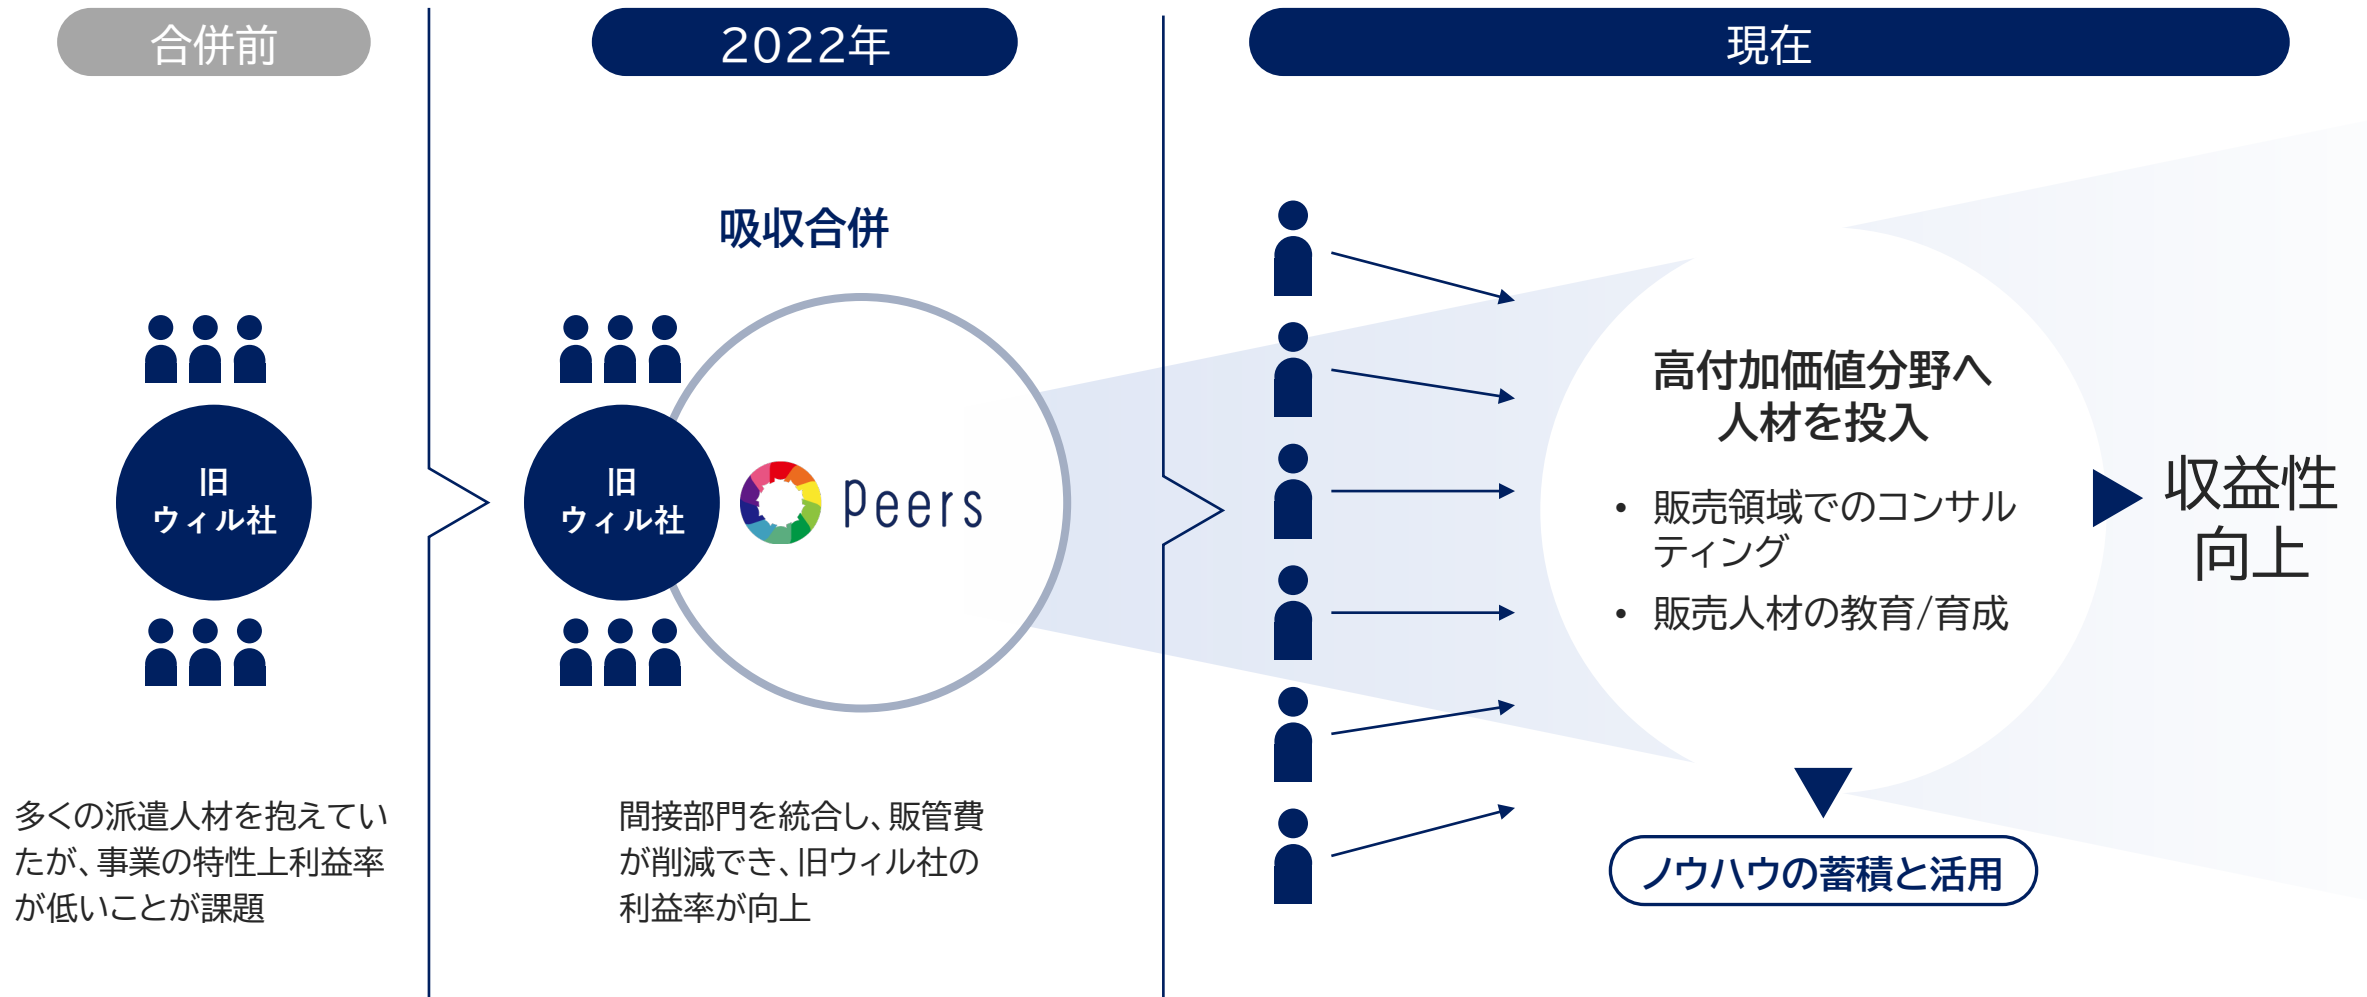 合併前
2022年
現在
吸収合併
旧
ウィル社
旧
ウィル社
Peers
高付加価値分野へ
人材を投入
• 販売領域でのコンサル
ティング
• 販売人材の教育/育成
収益性
向上
ノウハウの蓄積と活用
多くの派遣人材を抱えてい
たが、事業の特性上利益率
が低いことが課題
間接部門を統合し、販管費
が削減でき、旧ウィル社の
利益率が向上